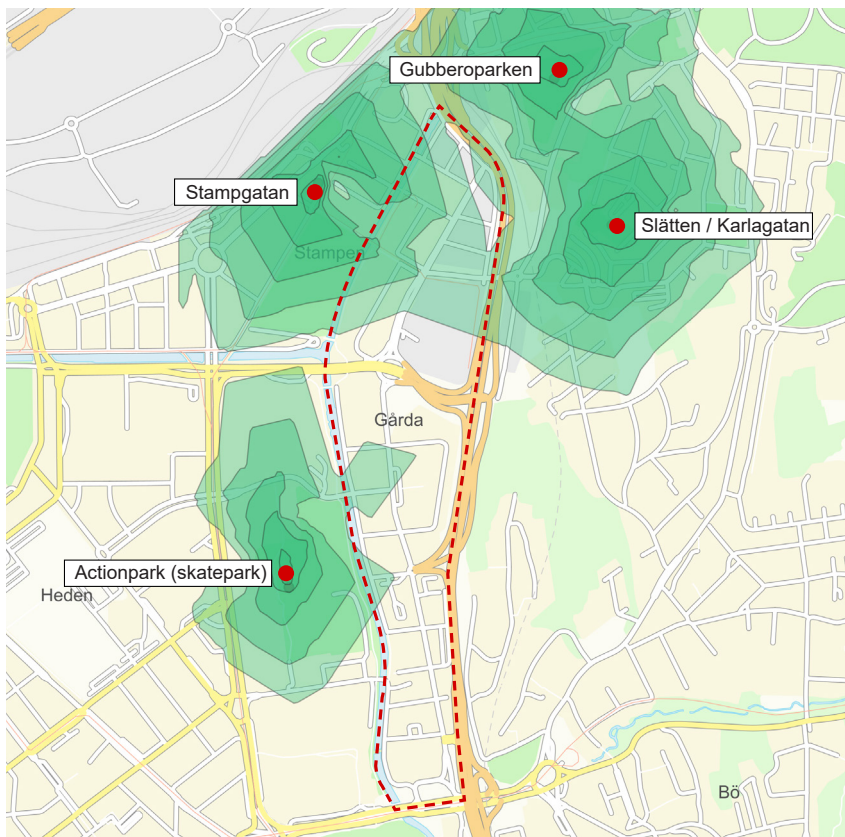 Gubberoparken
Stampgatan
Slätten / Karlagatan
Stampen
Gårda
Actionpark (skatepark)
Heden
Bö